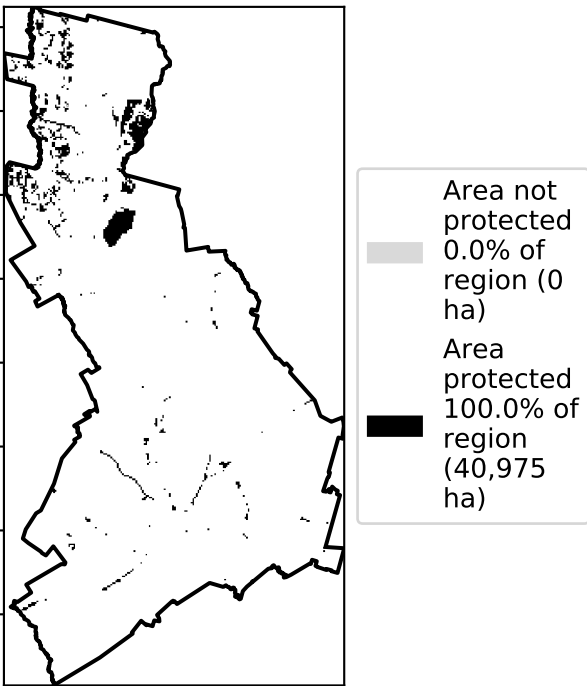 Area not
protected
0.0% of
region (0
ha)
Area
protected
100.0% of
region
(40,975
ha)